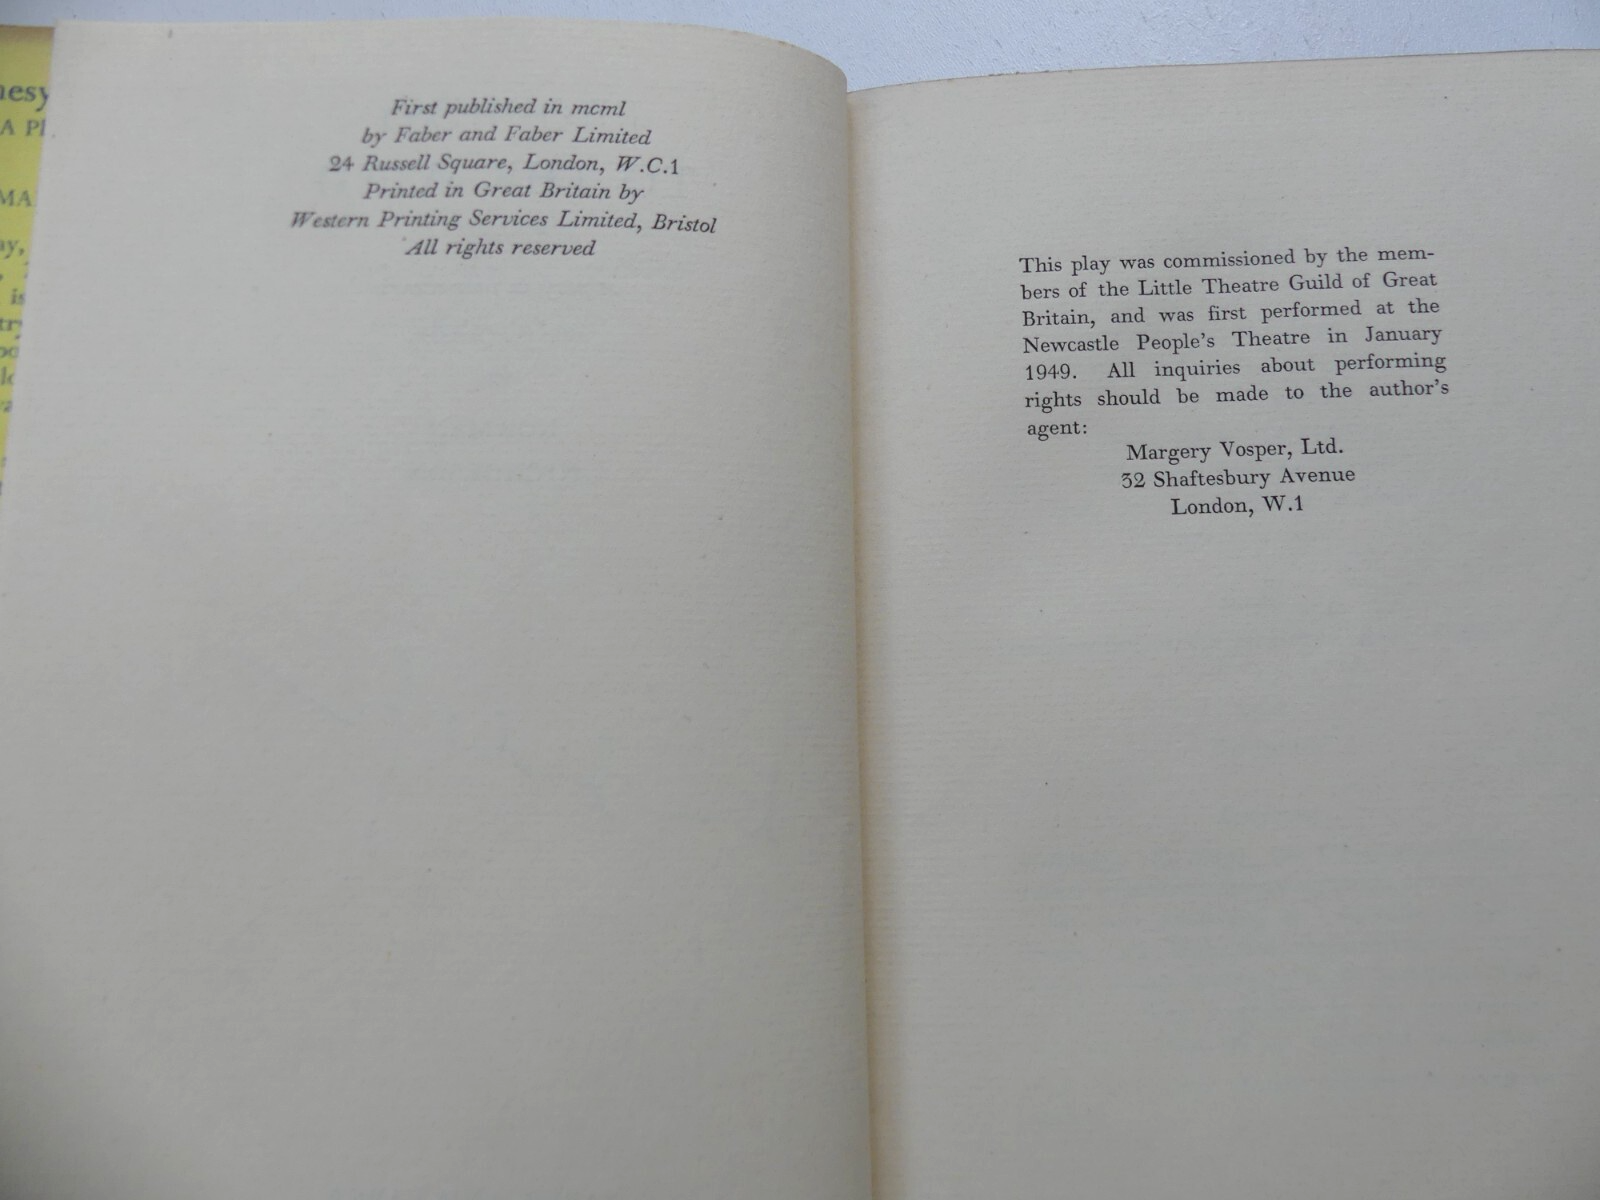 First published in mcml
by Faber and Faber Limited
24 Russell Square, London, W.C.1
Printed in Great Britain by
Western Printing Services Limited, Bristol
All rights reserved
This play was commissioned by the mem-
bers of the Little Theatre Guild of Great
Britain, and was first performed at the
Newcastle People's Theatre in January
1949. All inquiries about performing
rights should be made to the author's
agent:
Margery Vosper, Ltd.
32 Shaftesbury Avenue
London, W.1